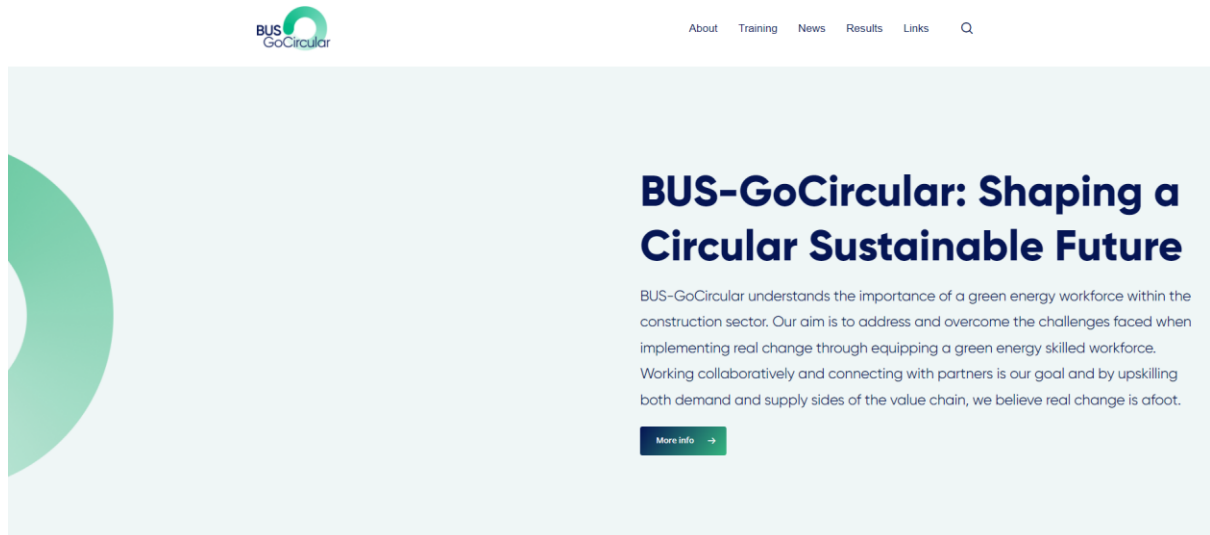 BUS
GoCircular
About Training News Results Links
BUS-GoCircular: Shaping a
Circular Sustainable Future
BUS-GoCircular understands the importance of a green energy workforce within the
construction sector. Our aim is to address and overcome the challenges faced when
implementing real change through equipping a green energy skilled workforce.
Working collaboratively and connecting with partners is our goal and by upskilling
both demand and supply sides of the value chain, we believe real change is afoot.
More info